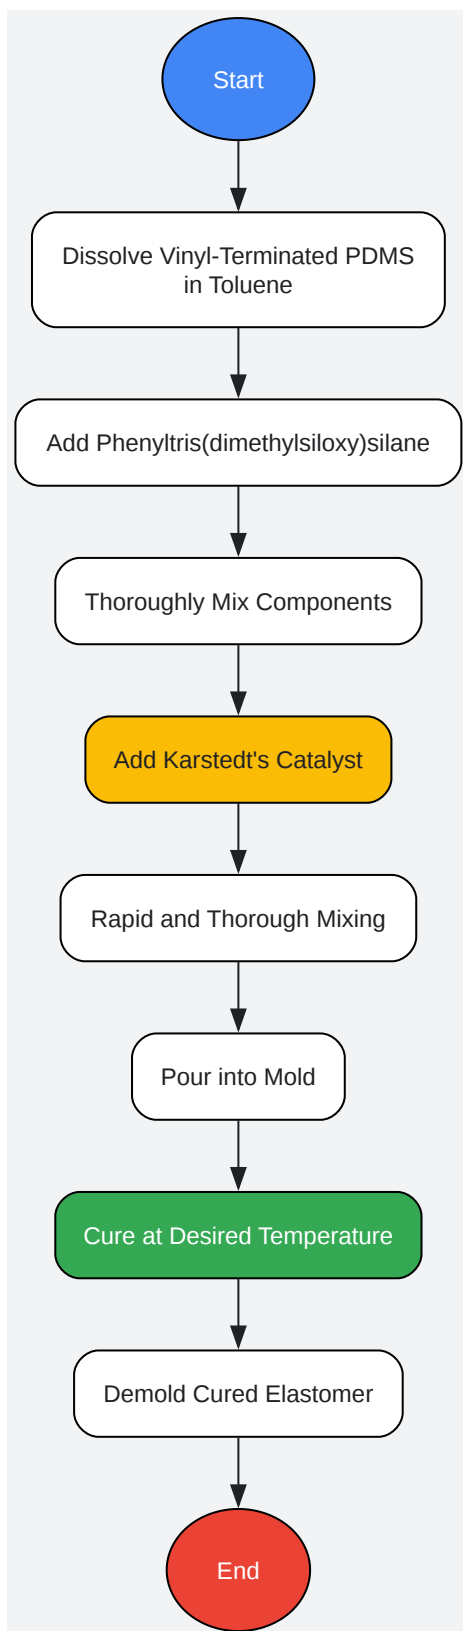 Start
Dissolve Vinyl-Terminated PDMS
in Toluene
Add Phenyltris(dimethylsiloxy)silane
Thoroughly Mix Components
Add Karstedt's Catalyst
Rapid and Thorough Mixing
Pour into Mold
Cure at Desired Temperature
Demold Cured Elastomer
End